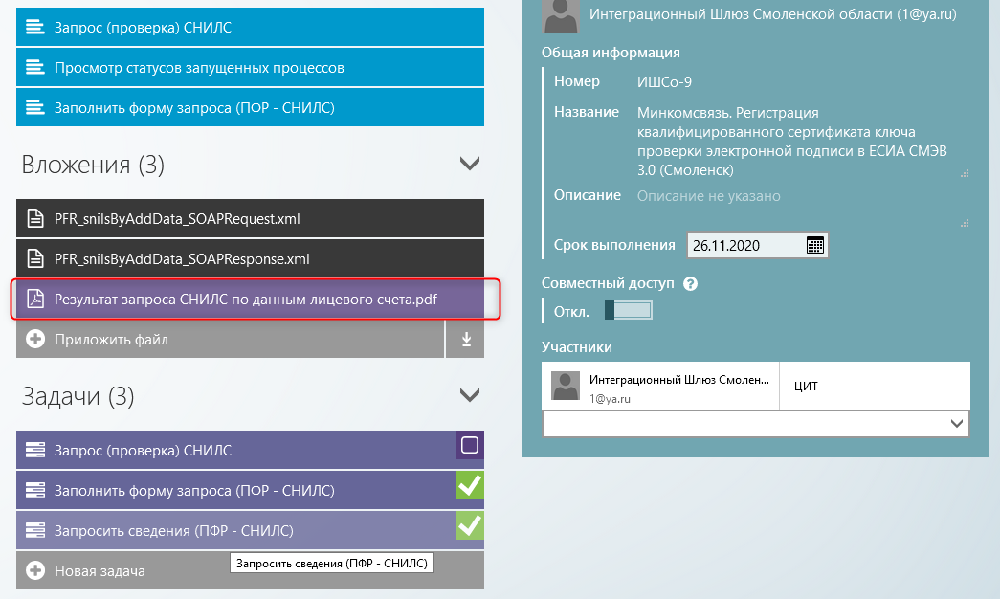 Запрос (проверка) СНИЛС
Просмотр статусов запущенных процессов
Заполнить форму запроса (ПФР - СНИЛС)
Вложения (3)
PFR_snilsByAddData_SOAPRequest.xml
PFR_snilsByAddData_SOAPResponse.xml
Результат запроса СНИЛС по данным лицевого счета.pdf
Приложить файл
Задачи (3)
Запрос (проверка) СНИЛС
Заполнить форму запроса (ПФР - СНИЛС)
Запросить сведения (ПФР - СНИЛС)
Запросить сведения (ПФР - СНИЛС)
Новая задача
Интеграционный Шлюз Смоленской области (1@ya.ru)
Общая информация
Номер ИШСо-9
Название Минкомсвязь. Регистрация
квалифицированного сертификата ключа
проверки электронной подписи в ЕСИА СМЭВ
3.0 (Смоленск)
Описание Описание не указано
Срок выполнения 26.11.2020
Совместный доступ ?
Откл.
Участники
Интеграционный Шлюз Смолен... ЦИТ
1@ya.ru